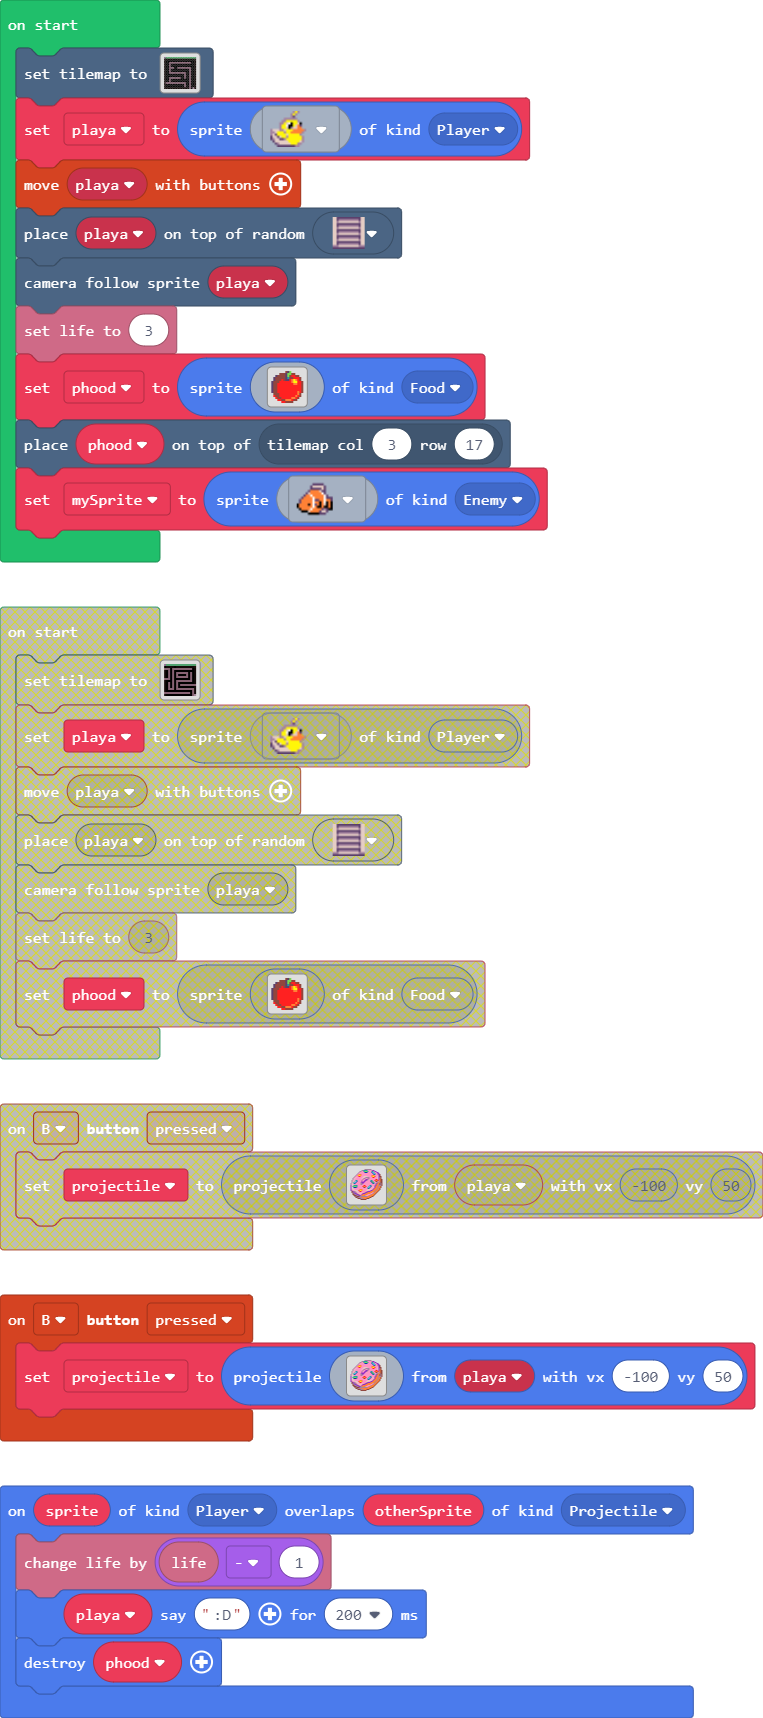 on start
set tilemap to
set playa to sprite of kind Player
move playa with buttons
place playa on top of random
camera follow sprite playa
set life to 3
set phood to sprite of kind Food
place phood on top of tilemap col 3 row 17
set mySprite to sprite of kind Enemy
on start
set tilemap to
set playa to sprite of kind Player
move playa with buttons
place playa on top of random
camera follow sprite playa
set life to 3
set phood to sprite of kind Food
on B button pressed
set projectile to projectile from playa with vx -100 vy 50
on B button pressed
set projectile to projectile from playa with vx -100 vy 50
on sprite of kind Player overlaps otherSprite of kind Projectile
change life by life - 1
playa say ":D" for 200 ms
destroy phood